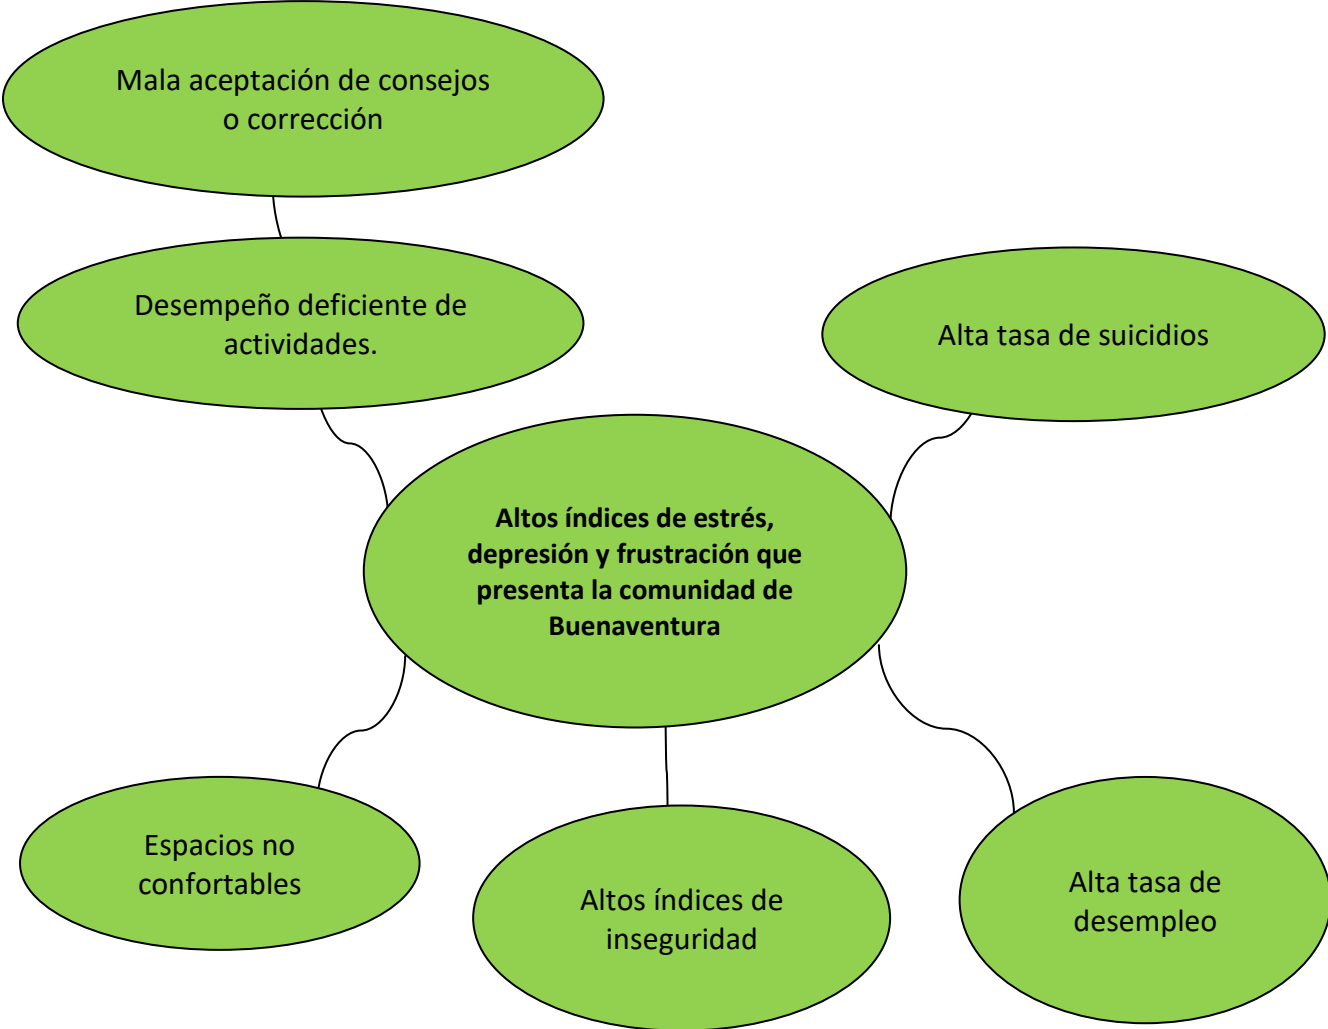 Mala aceptación de consejos
o corrección
Desempeño deficiente de
actividades.
Alta tasa de suicidios
Altos índices de estrés,
depresión y frustración que
presenta la comunidad de
Buenaventura
Espacios no
confortables
Altos índices de
inseguridad
Alta tasa de
desempleo